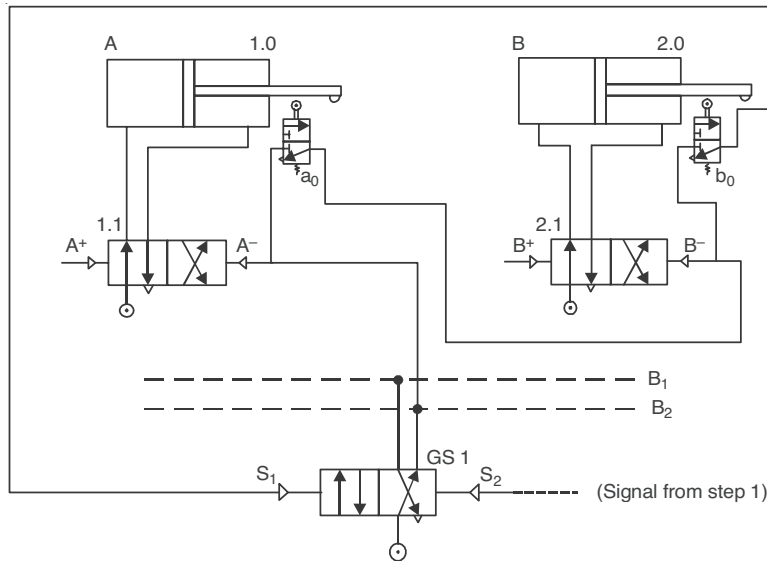 A 1.0
B 2.0
a0
b0
1.1
A+ A–
2.1
B+ B–
B1
B2
GS 1
S1 S2 (Signal from step 1)